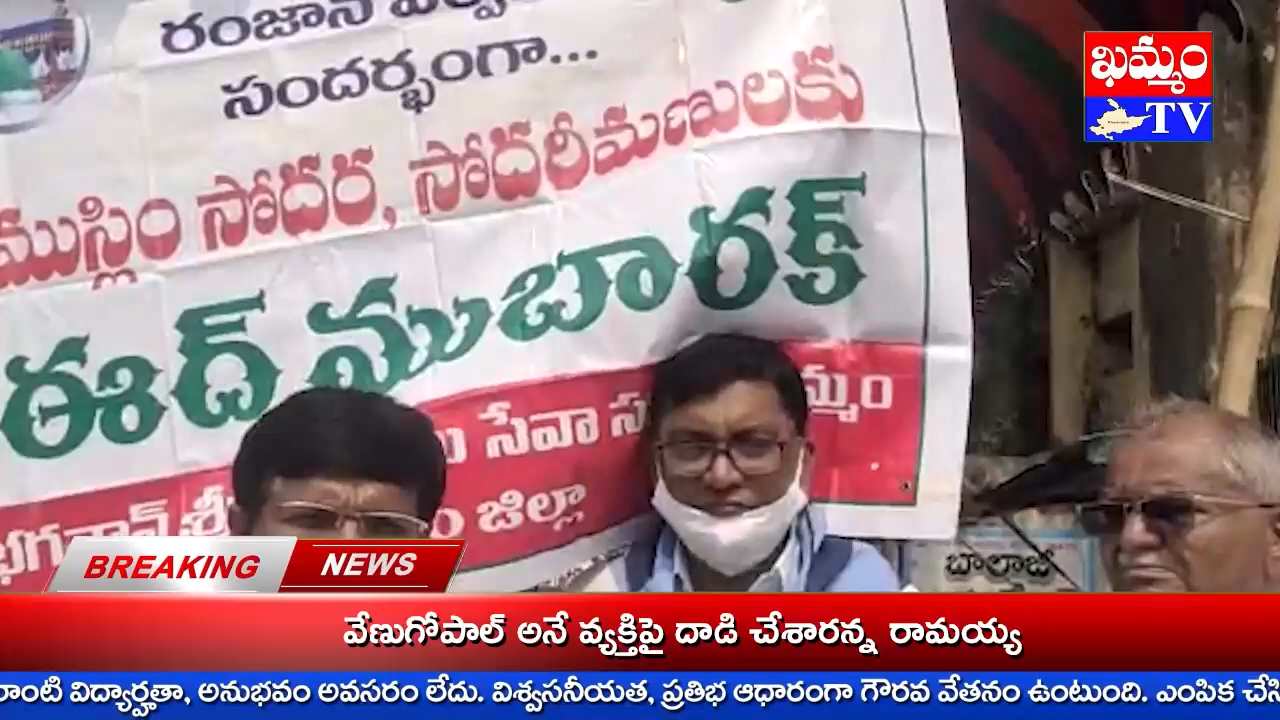 రంజాన్
సందర్భంగా...
ముస్లిం సోదర, సోదరీమణులకు
ఈద్ ముబారక్
సేవా
భగవాన్ శ్రీ
జిల్లా
ఖమ్మం
TV
బాలాజీ
BREAKING NEWS
వేణుగోపాల్ అనే వ్యక్తిపై దాడి చేశారన్న రామయ్య
విద్యార్హతా, అనుభవం అవసరం లేదు. విశ్వసనీయత, ప్రతిభ ఆధారంగా గౌరవ వేతనం ఉంటుంది. ఎంపిక